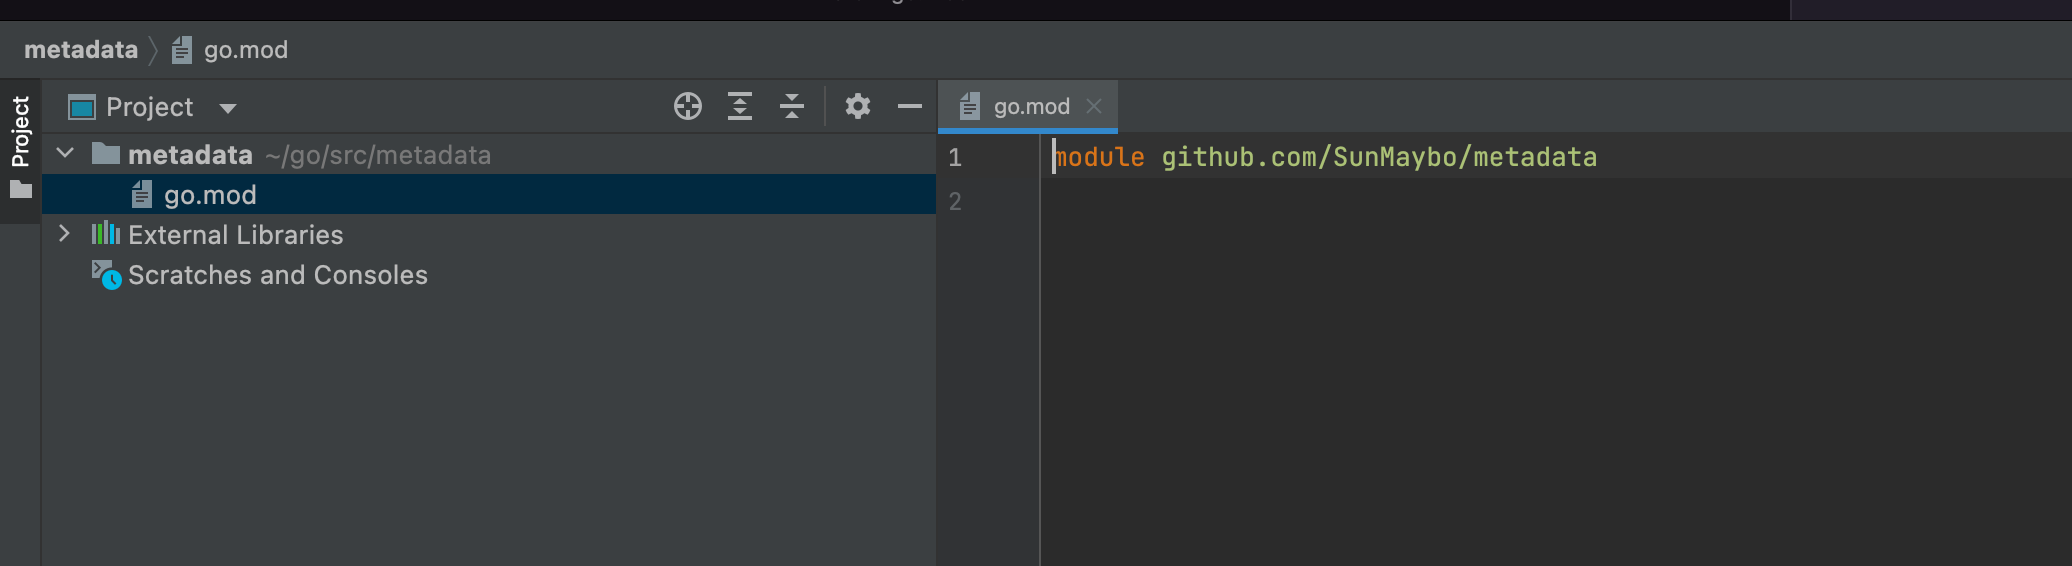 metadata go.mod
Project
Project
metadata ~/go/src/metadata
go.mod
External Libraries
Scratches and Consoles
go.mod
1 module github.com/SunMaybo/metadata
2